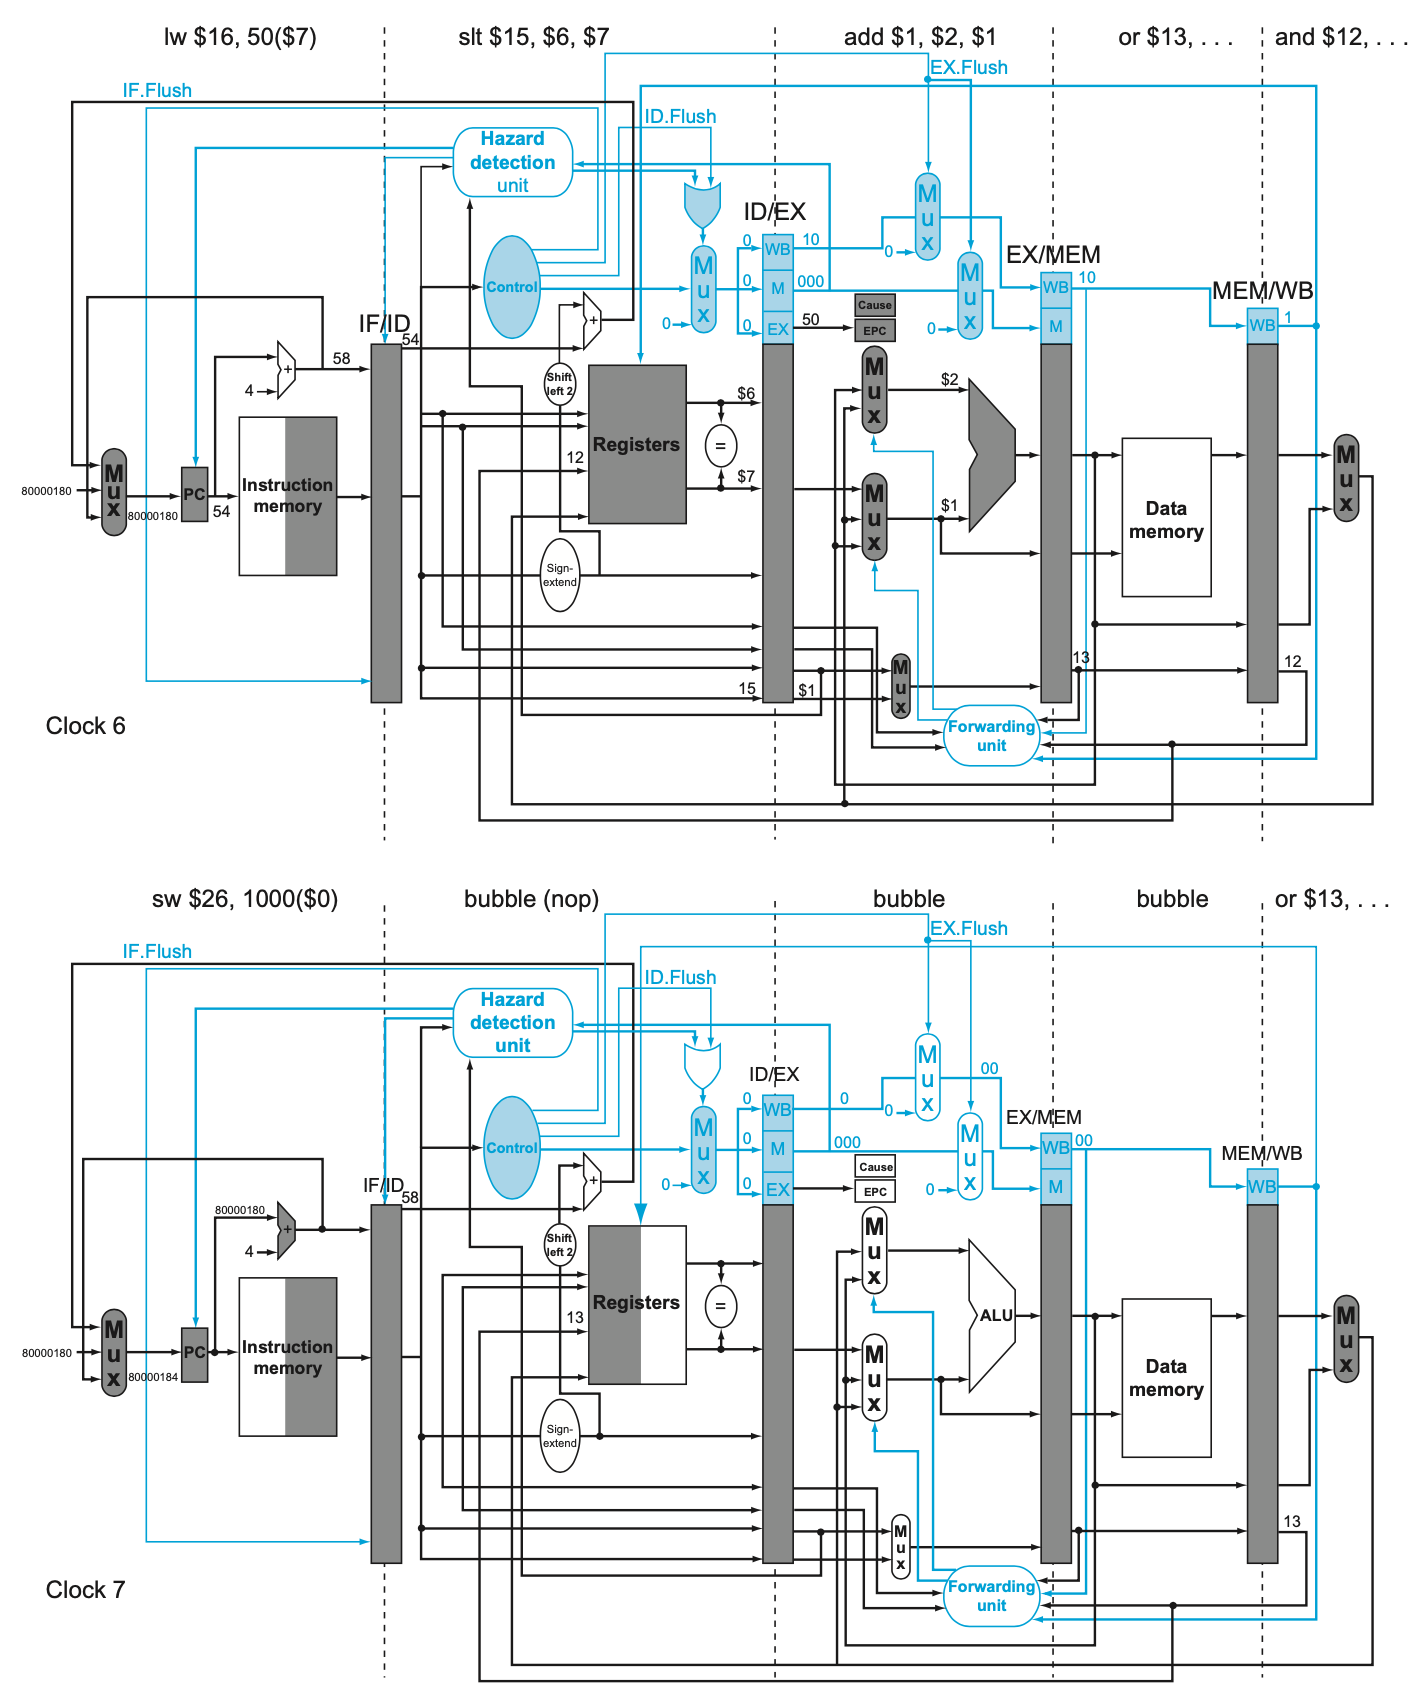 lw $16, 50($7) slt $15, $6, $7 add $1, $2, $1 or $13, . . . and $12, . . .
EX.Flush
IF.Flush
ID.Flush
Hazard
detection
unit
M
u
x
ID/EX
0 WB 10
0
EX/MEM
Control
M
u
x
0 M 000
M
u
x
WB 10
MEM/WB
0
0 EX 50
Cause
EPC
0
M
WB 1
IF/ID
54
+
58
+
4
Shift
left 2
M
u
x
$2
$6
Registers
=
12
$7
M
u
x
80000180
M
u
x
80000180
PC
54
Instruction
memory
M
u
x
$1
Data
memory
M
u
x
Sign-
extend
13
12
15
$1
M
u
x
Forwarding
unit
Clock 6
sw $26, 1000($0) bubble (nop) bubble bubble or $13, . . .
EX.Flush
IF.Flush
ID.Flush
Hazard
detection
unit
M
u
x
00
ID/EX
0 WB 0
0
EX/MEM
Control
M
u
x
0 M 000
M
u
x
WB 00
MEM/WB
0
0 EX
Cause
EPC
0
M
WB
IF/ID
58
+
80000180
+
4
Shift
left 2
M
u
x
Registers
=
13
ALU
80000180
M
u
x
80000184
PC
Instruction
memory
M
u
x
Data
memory
M
u
x
Sign-
extend
13
M
u
x
Forwarding
unit
Clock 7